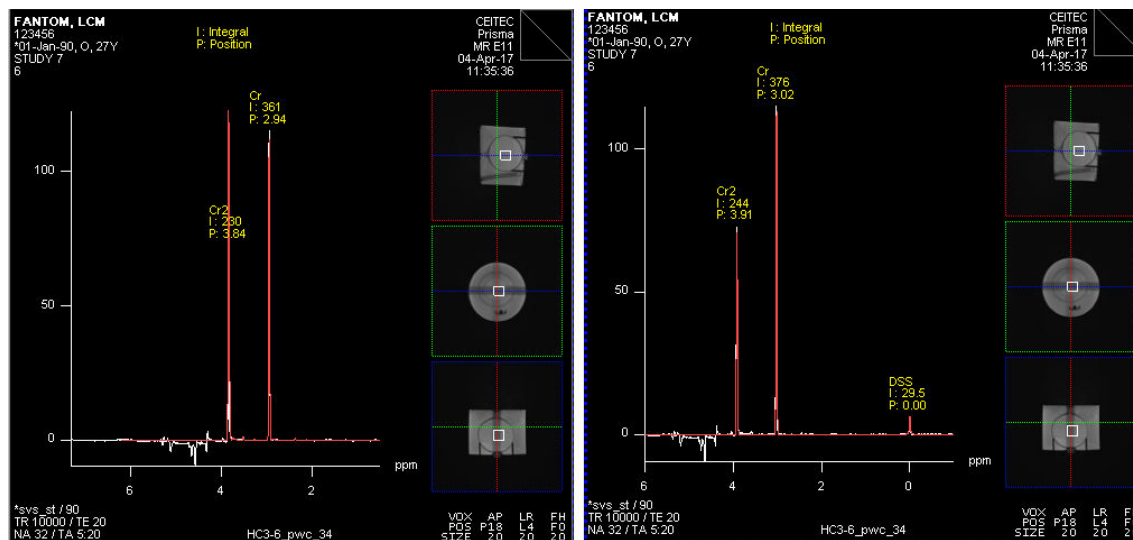 FANTOM, LCM
123456
*01-Jan-90, O, 27Y
STUDY 7
6
I : Integral
P: Position
CEITEC
Prisma
MR E11
04-Apr-17
11:35:36
Cr
I : 361
P: 2.94
Cr2
I : 230
P: 3.84
100
50
0
6
2
ppm
*svs_st / 90
TR 10000 / TE 20
NA 32 / TA 5:20
HC3-6_pwc_34
VOX AP LR FH
POS P18 L4 F0
SIZE 20 20 20
FANTOM, LCM
123456
*01-Jan-90, O, 27Y
STUDY 7
6
I : Integral
P: Position
CEITEC
Prisma
MR E11
04-Apr-17
11:35:36
Cr
I : 376
P: 3.02
Cr2
I : 244
P: 3.91
DSS
I : 29.5
P: 0.00
100
50
0
6
4
2
0
ppm
*svs_st / 90
TR 10000 / TE 20
NA 32 / TA 5:20
HC3-6_pwc_34
VOX AP LR
POS P18 L4
SIZE 20 20